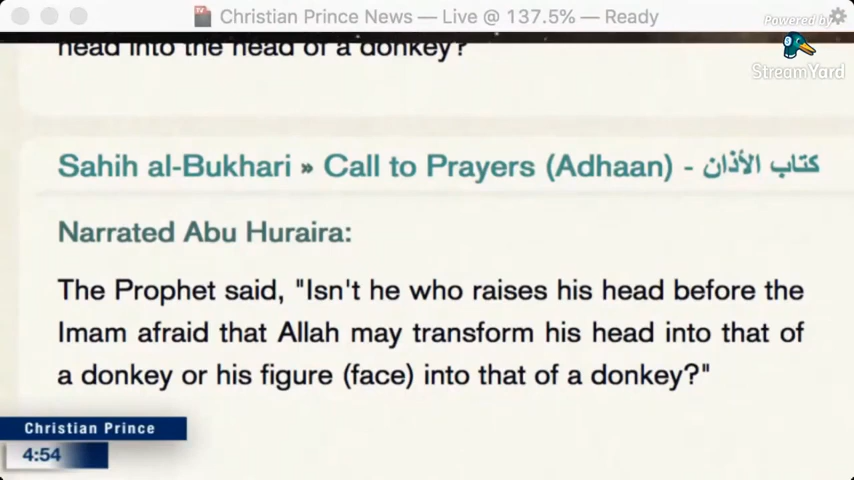 Christian Prince News — Live @ 137.5% — Ready
Powered by
StreamYard
head into the head of a donkey?
Sahih al-Bukhari » Call to Prayers (Adhaan) - كتاب الأذان
Narrated Abu Huraira:
The Prophet said, "Isn't he who raises his head before the
Imam afraid that Allah may transform his head into that of
a donkey or his figure (face) into that of a donkey?"
Christian Prince
4:54